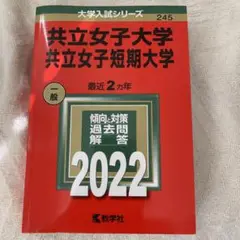 大学入試シリーズ
245
共立女子大学
共立女子短期大学
最近2カ年
一般
傾向と対策
過去問
解答
2022
教学社